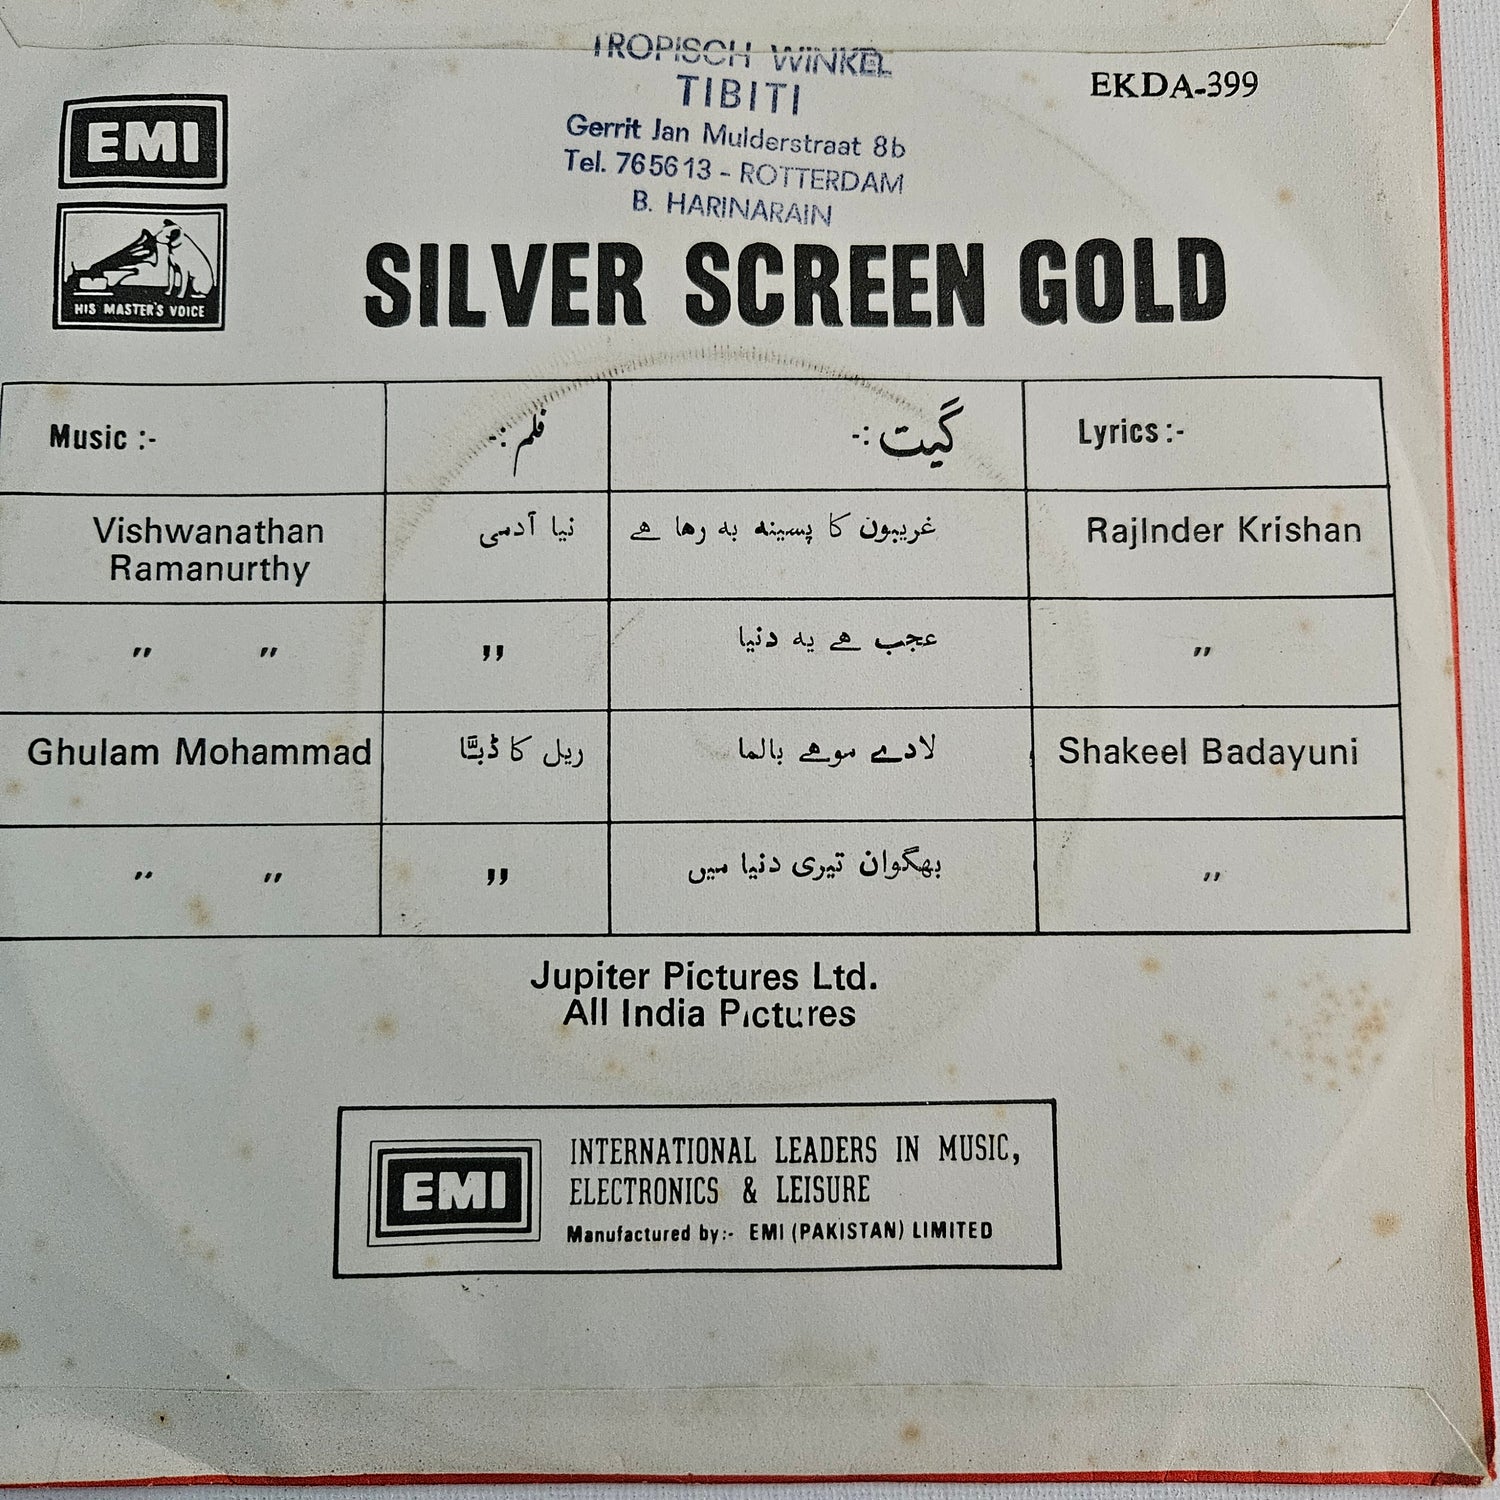 TROPISCH WINKEL
TIBITI
Gerrit Jan Mulderstraat 8b
Tel. 765613 - ROTTERDAM
B. HARINARAIN
EKDA-399
EMI
HIS MASTER'S VOICE
SILVER SCREEN GOLD
Music :- فلم :- گیت :- Lyrics :-
Vishwanathan نیا آدمی غریبوں کا پسینہ بہ رہا ہے RajInder Krishan
Ramanurthy
" " " عجب ہے یہ دنیا "
Ghulam Mohammad ریل کا ڈبّا لادے موہے بالما Shakeel Badayuni
" " " بھگوان تیری دنیا میں "
Jupiter Pictures Ltd.
All India Pictures
EMI
INTERNATIONAL LEADERS IN MUSIC,
ELECTRONICS & LEISURE
Manufactured by:- EMI (PAKISTAN) LIMITED